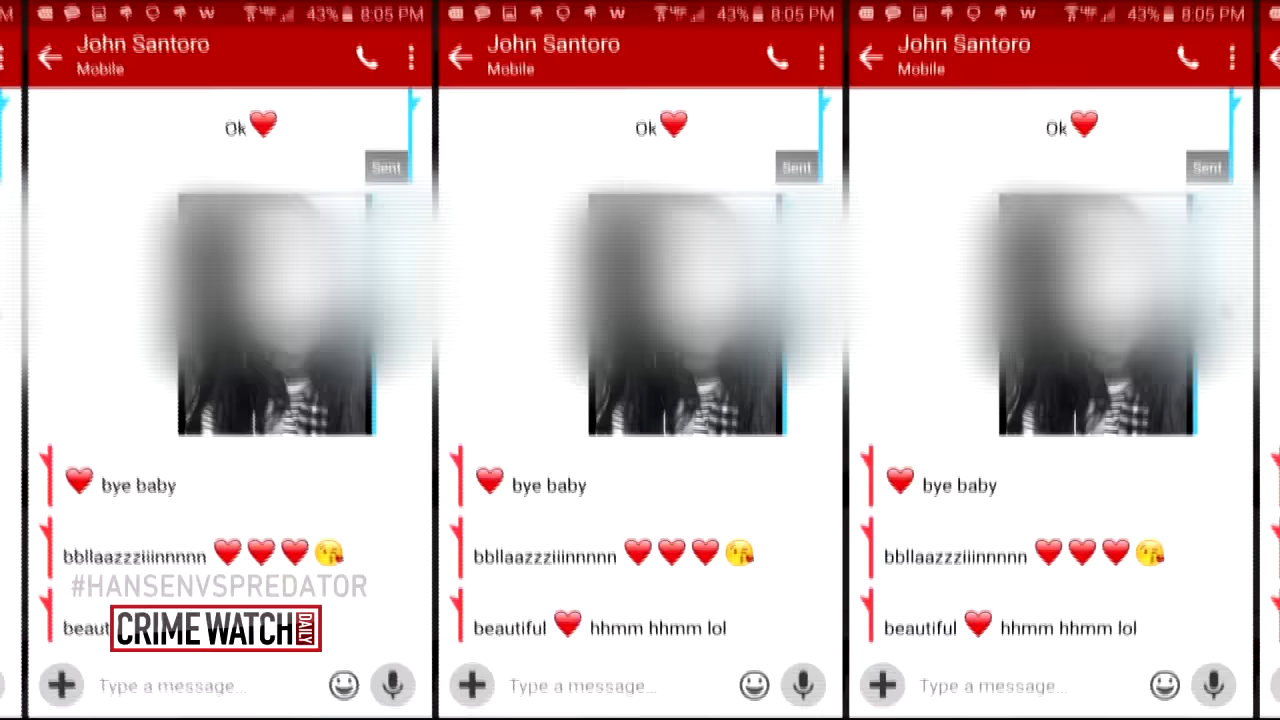 43% 8:05 PM
John Santoro
Mobile
Ok❤️
Sent
❤️ bye baby
bbllaazzziiinnnnn ❤️❤️❤️😘
#HANSENVSPREDATOR
beaut
CRIME WATCH DAILY
Type a message...
43% 8:05 PM
John Santoro
Mobile
Ok❤️
Sent
❤️ bye baby
bbllaazzziiinnnnn ❤️❤️❤️😘
beautiful ❤️ hhmm hhmm lol
Type a message...
43% 8:05 PM
John Santoro
Mobile
Ok❤️
Sent
❤️ bye baby
bbllaazzziiinnnnn ❤️❤️❤️😘
beautiful ❤️ hhmm hhmm lol
Type a message...